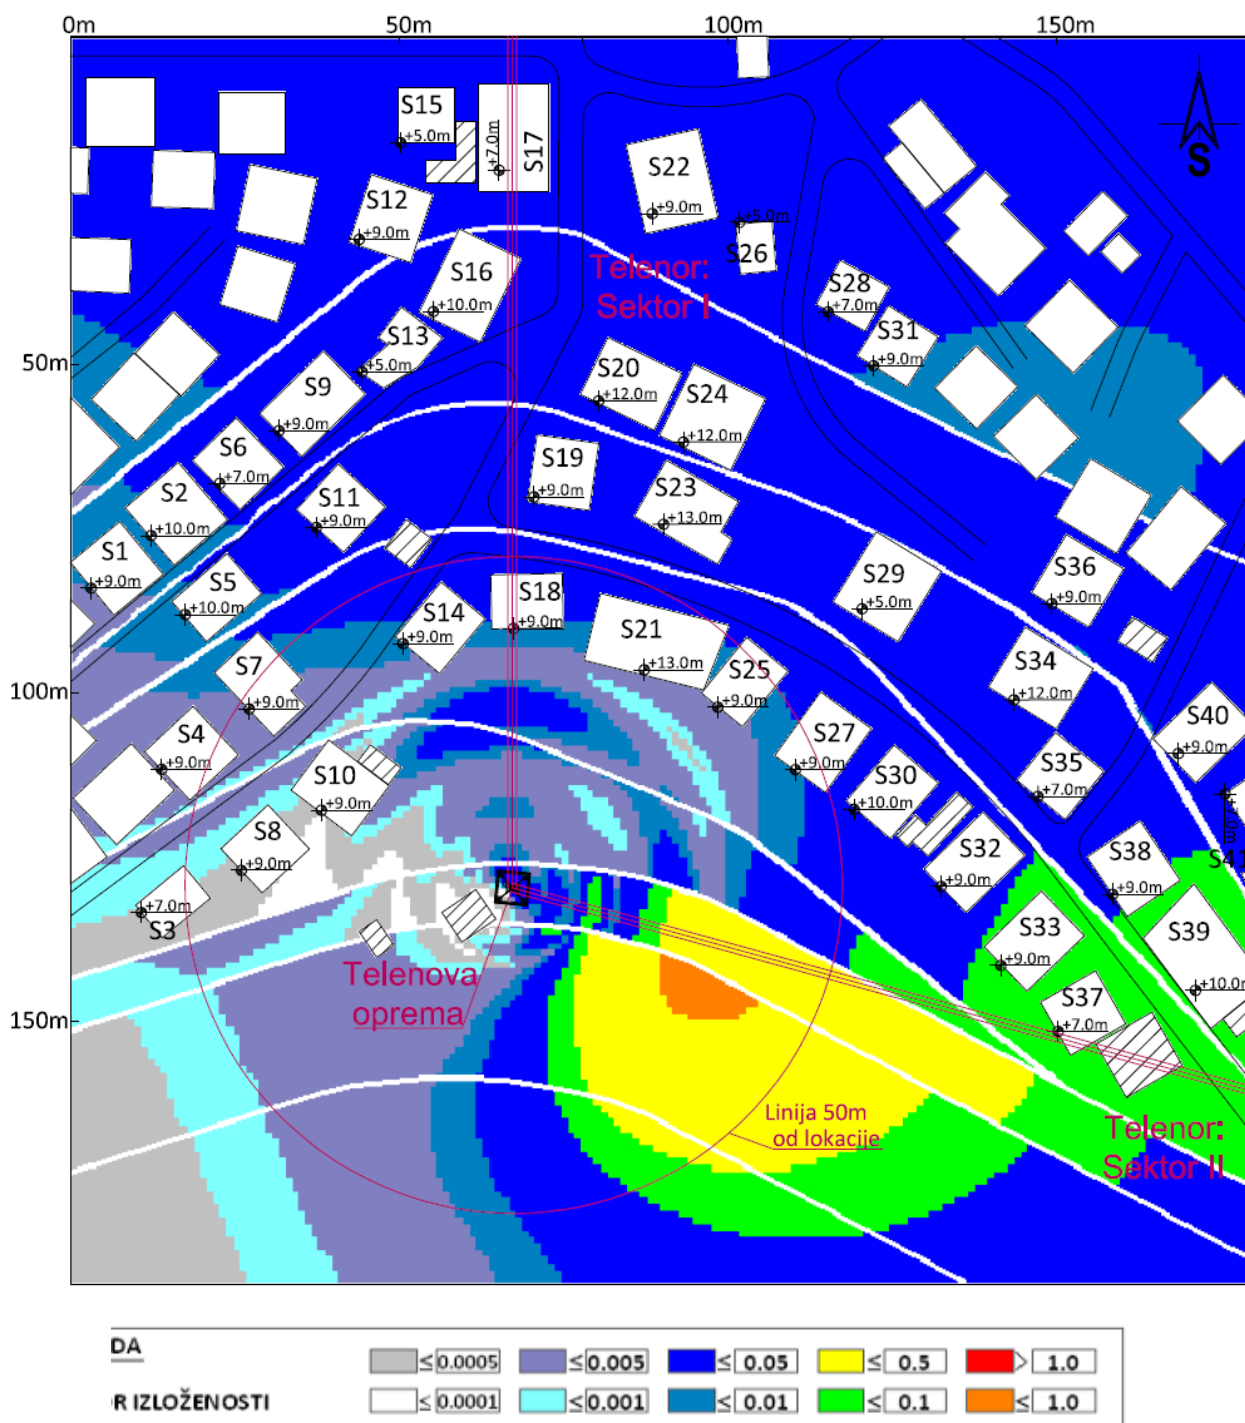 0m 50m 100m 150m
S15
+5.0m
+7.0m
S17
S22
+9.0m
S12
+9.0m
+5.0m
S26
S16
+10.0m
Telenor:
Sektor I
S28
+7.0m
S13
+5.0m
S31
+9.0m
50m
S20
+12.0m
S24
+12.0m
S9
+9.0m
S6
+7.0m
S19
+9.0m
S23
+13.0m
S2
+10.0m
S11
+9.0m
S1
+9.0m
S5
+10.0m
S29
+5.0m
S36
+9.0m
S14
+9.0m
S18
+9.0m
S21
+13.0m
S25
+9.0m
S7
+9.0m
S34
+12.0m
100m
S4
+9.0m
S27
+9.0m
S40
+9.0m
S10
+9.0m
S30
+10.0m
S35
+7.0m
+7.0m
S41
S8
+9.0m
S32
+9.0m
S38
+9.0m
+7.0m
S3
S33
+9.0m
S39
+10.0m
Telenova
oprema
S37
+7.0m
150m
Linija 50m
od lokacije
Telenor:
Sektor II
S
DA
≤ 0.0005 ≤ 0.005 ≤ 0.05 ≤ 0.5 > 1.0
R IZLOŽENOSTI
≤ 0.0001 ≤ 0.001 ≤ 0.01 ≤ 0.1 ≤ 1.0